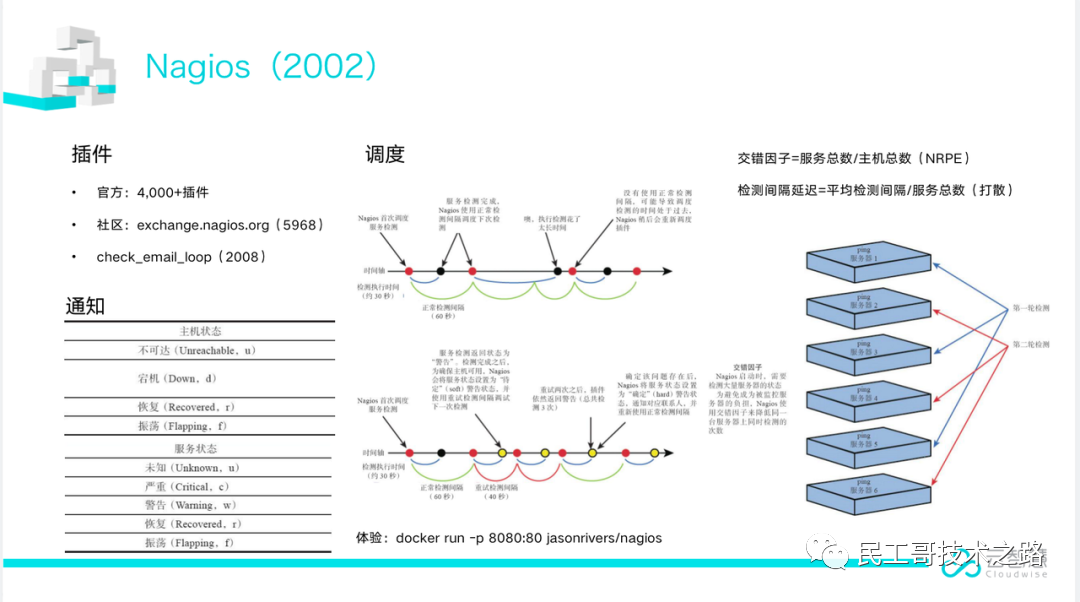 Nagios（2002）
插件
• 官方：4,000+插件
• 社区：exchange.nagios.org（5968）
• check_email_loop（2008）
通知
主机状态
不可达（Unreachable，u）
宕机（Down，d）
恢复（Recovered，r）
振荡（Flapping，f）
服务状态
未知（Unknown，u）
严重（Critical，c）
警告（Warning，w）
恢复（Recovered，r）
振荡（Flapping，f）
调度
Nagios 首次调度
服务检测
服务检测完成，
Nagios 使用正常检
测间隔调度下次检
测
噢，执行检测花了
太长时间
没有使用正常检测
间隔，可能导致调度
检测的时间处于过去，
Nagios 稍后会重新调度
插件
时间轴
检测执行时间
（约 30 秒）
正常检测间隔
（60 秒）
Nagios 首次调度
服务检测
服务检测返回状态为
“警告”。检测完成之后，
为确保主机可用，Nagios
会将服务状态设置为“待
定”（soft）警告状态，并
使用重试检测间隔调试
下一次检测
重试两次之后，插件
依然返回警告（总共检
测 3 次）
确定该问题存在后，
Nagios 将服务状态设置
为“确定”（hard）警告状
态，通知对应联系人，并
重新使用正常检测间隔
时间轴
检测执行时间
（约 30 秒）
正常检测间隔
（60 秒）
重试检测间隔
（40 秒）
交错因子
Nagios 启动时，需要
检测大量服务器的状态
为避免成为被监控服
务器的负担，Nagios 使
用交错因子来降低同一
台服务器上同时检测的
次数
体验：docker run -p 8080:80 jasonrivers/nagios
交错因子=服务总数/主机总数（NRPE）
检测间隔延迟=平均检测间隔/服务总数（打散）
ping
服务器 1
ping
服务器 2
ping
服务器 3
ping
服务器 4
ping
服务器 5
ping
服务器 6
第一轮检测
第二轮检测
民工哥技术之路
Cloudwise